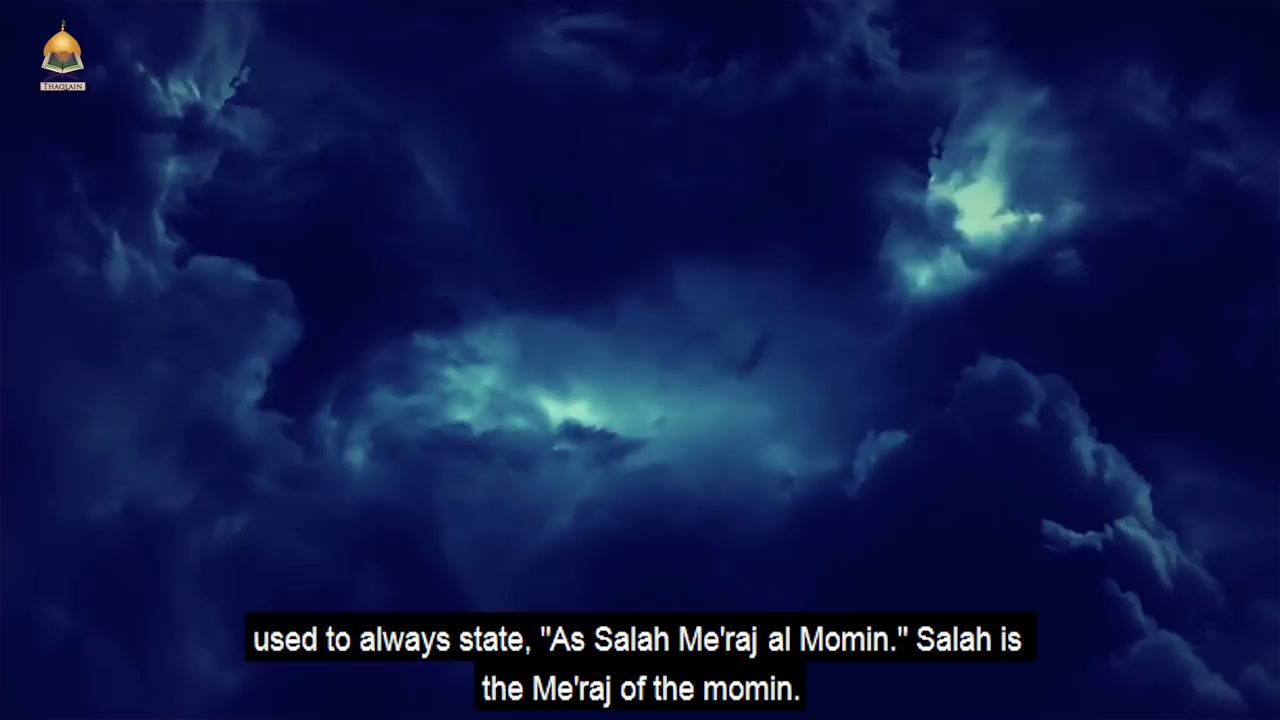 THAQLAIN
used to always state, "As Salah Me'raj al Momin." Salah is
the Me'raj of the momin.